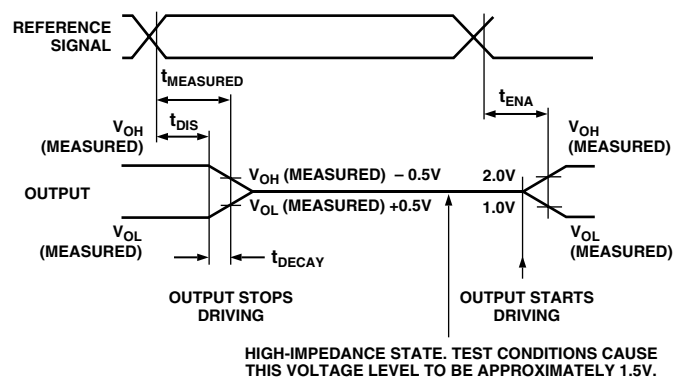 REFERENCE
SIGNAL
tMEASURED
tENA
tDIS
VOH
(MEASURED)
VOH
(MEASURED)
VOH (MEASURED) – 0.5V
2.0V
OUTPUT
VOL (MEASURED) +0.5V
1.0V
VOL
(MEASURED)
VOL
(MEASURED)
tDECAY
OUTPUT STOPS
DRIVING
OUTPUT STARTS
DRIVING
HIGH-IMPEDANCE STATE. TEST CONDITIONS CAUSE
THIS VOLTAGE LEVEL TO BE APPROXIMATELY 1.5V.